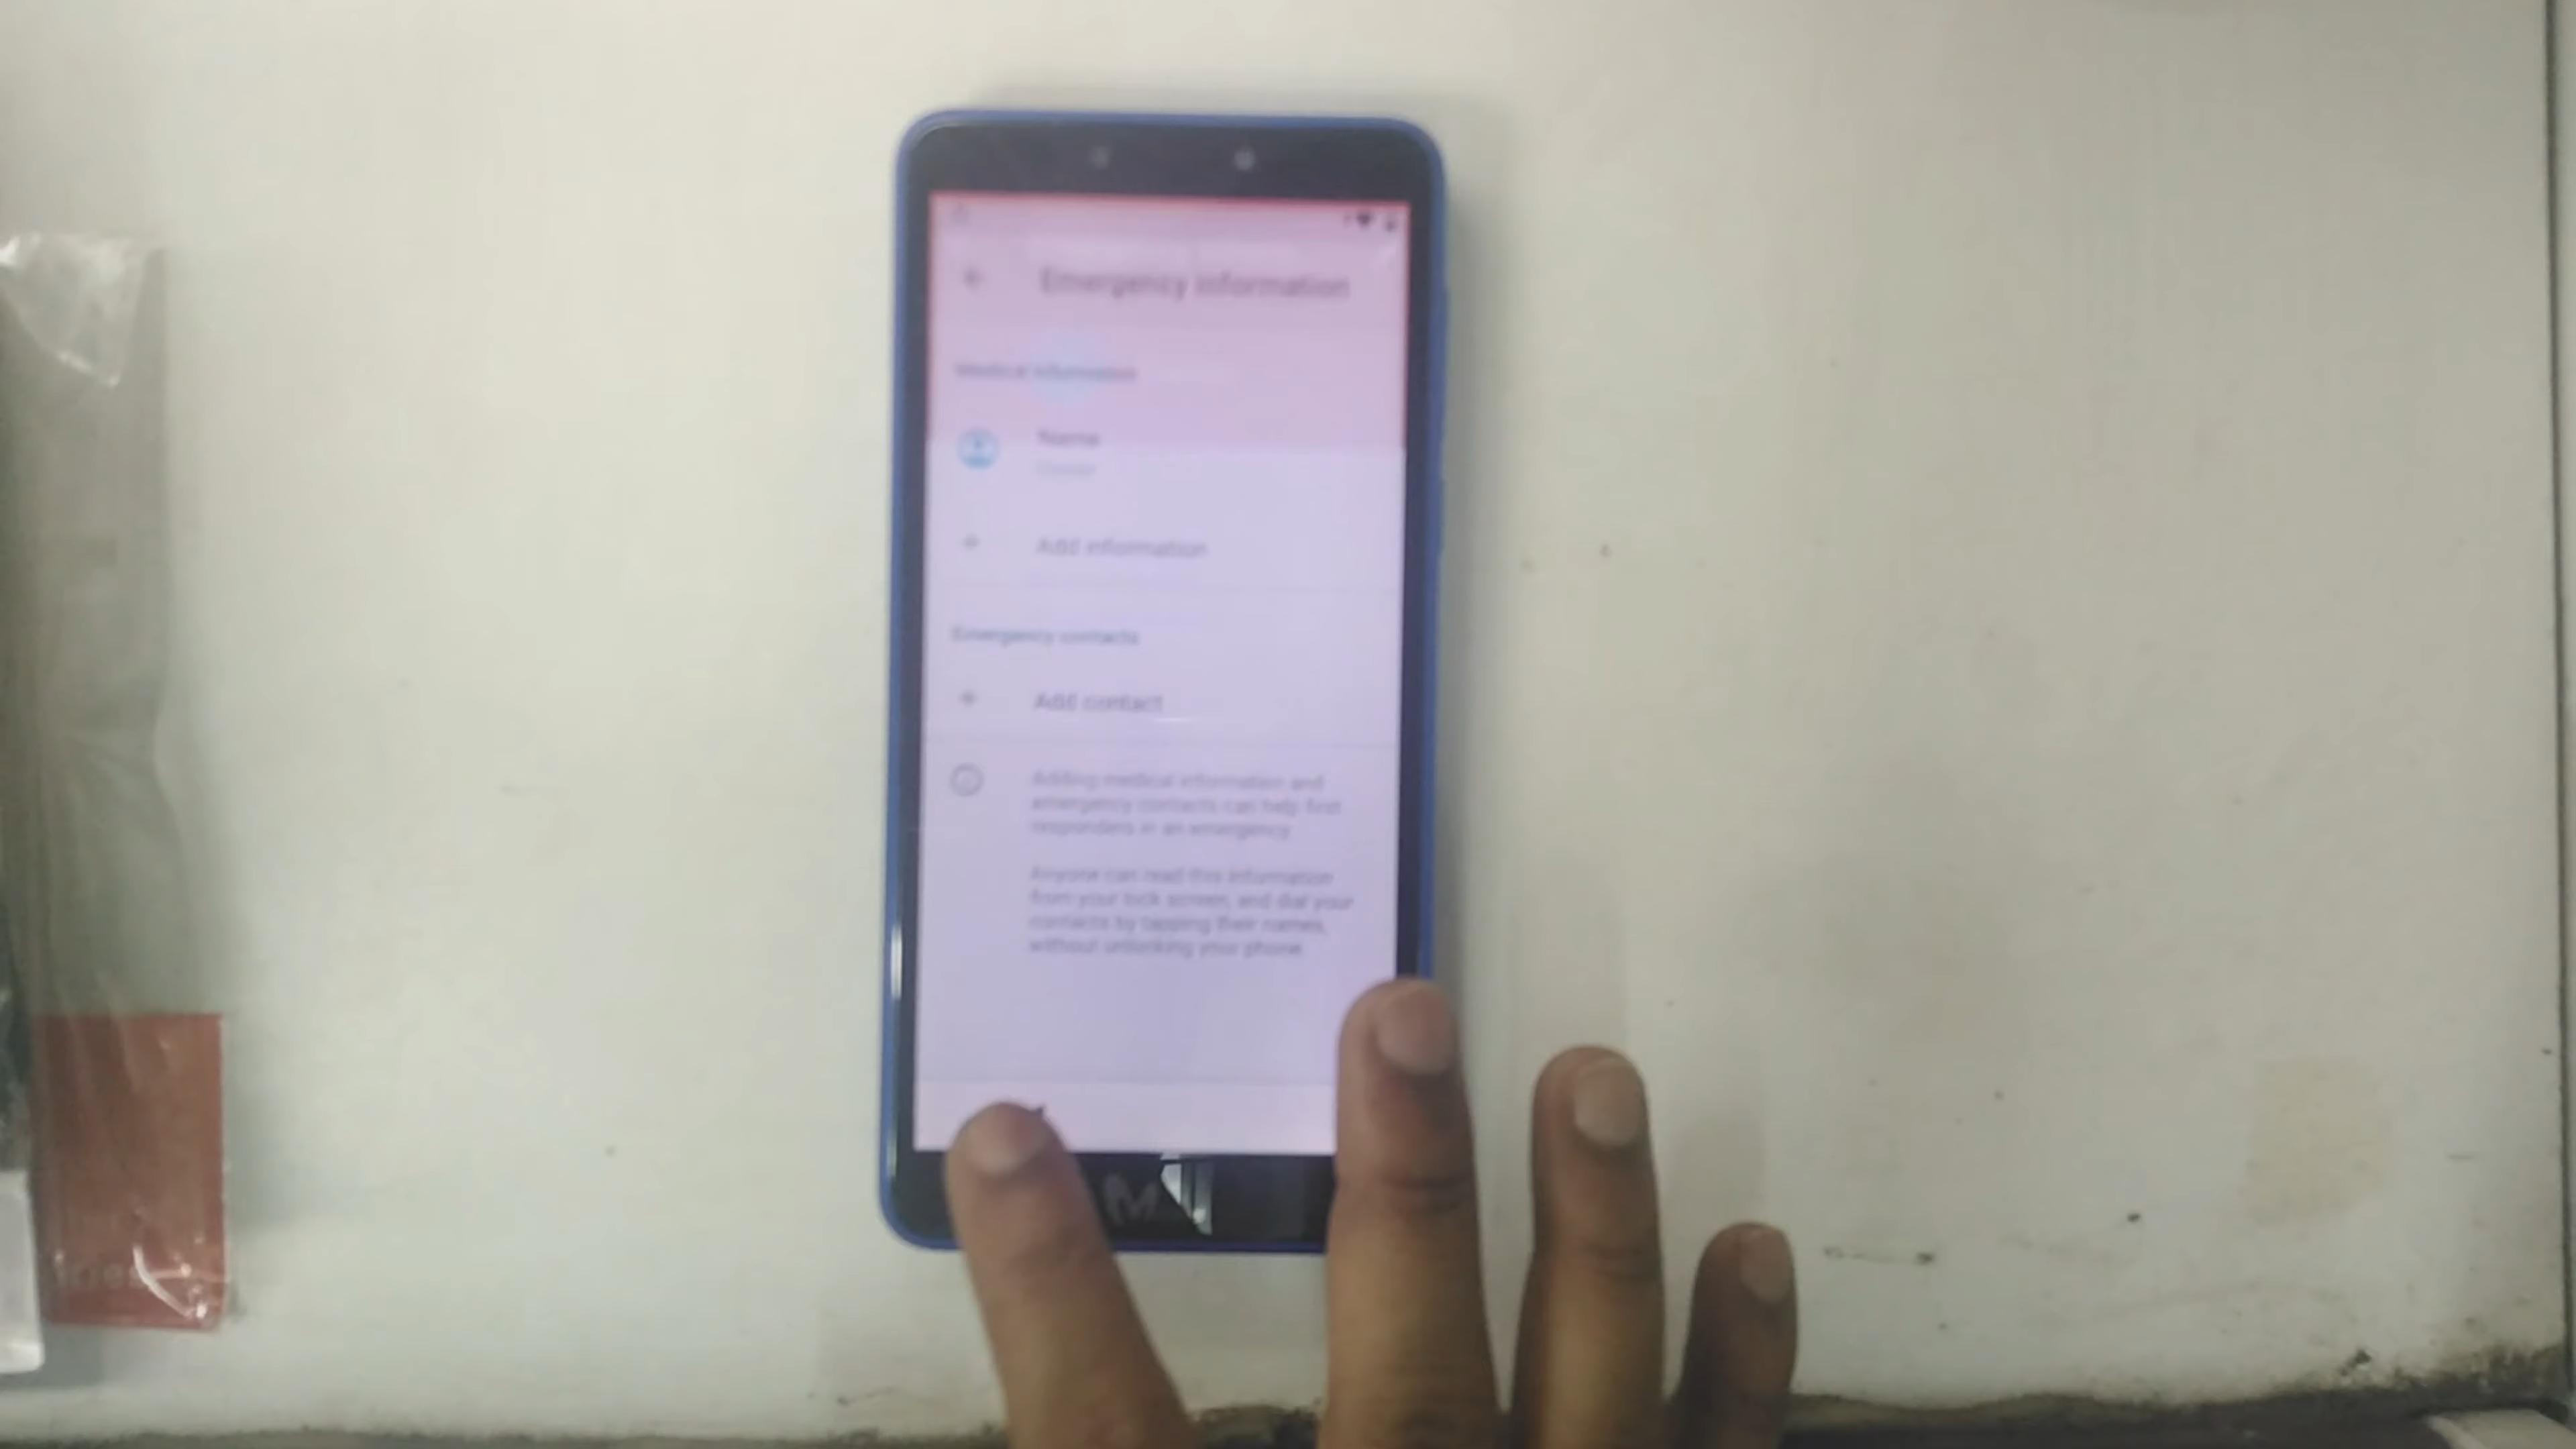 Emergency information
Medical information
Name
Add information
Emergency contacts
Add contact
Adding medical information and
emergency contacts can help first
responders in an emergency
Anyone can read this information
from your lock screen, and dial your
contacts by tapping their names,
without unlocking your phone.